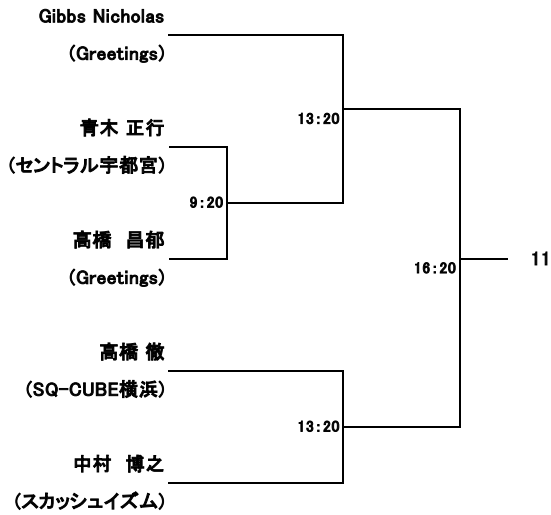 Gibbs Nicholas
(Greetings)
13:20
青木 正行
(セントラル宇都宮)
9:20
高橋　昌郁
(Greetings)
16:20
11
高橋 徹
(SQ-CUBE横浜)
13:20
中村　博之
(スカッシュイズム)